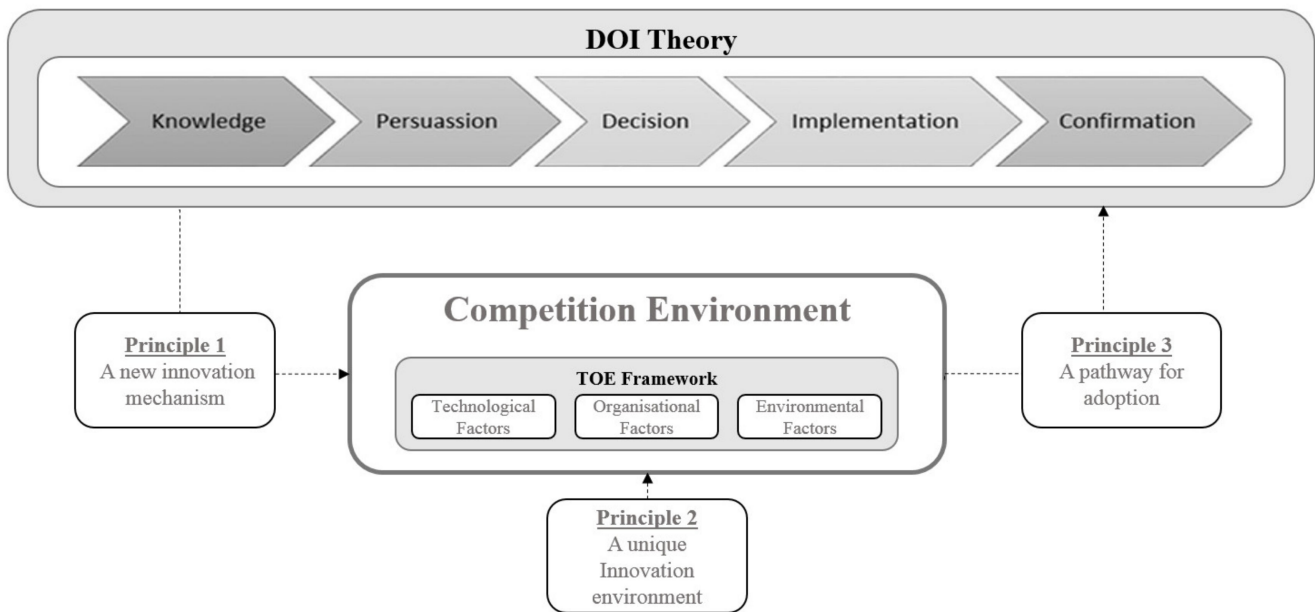 DOI Theory
Knowledge
Persuassion
Decision
Implementation
Confirmation
Competition Environment
Principle 1
A new innovation
mechanism
TOE Framework
Technological
Factors
Organisational
Factors
Environmental
Factors
Principle 3
A pathway for
adoption
Principle 2
A unique
Innovation
environment